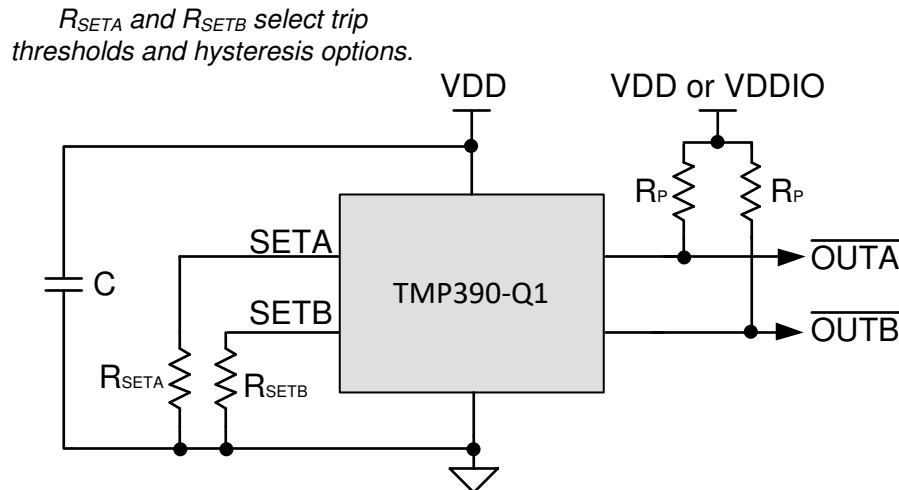 RSETA and RSETB select trip
thresholds and hysteresis options.
VDD
VDD or VDDIO
RP
RP
SETA
OUTA
C
TMP390-Q1
SETB
OUTB
RSETA
RSETB